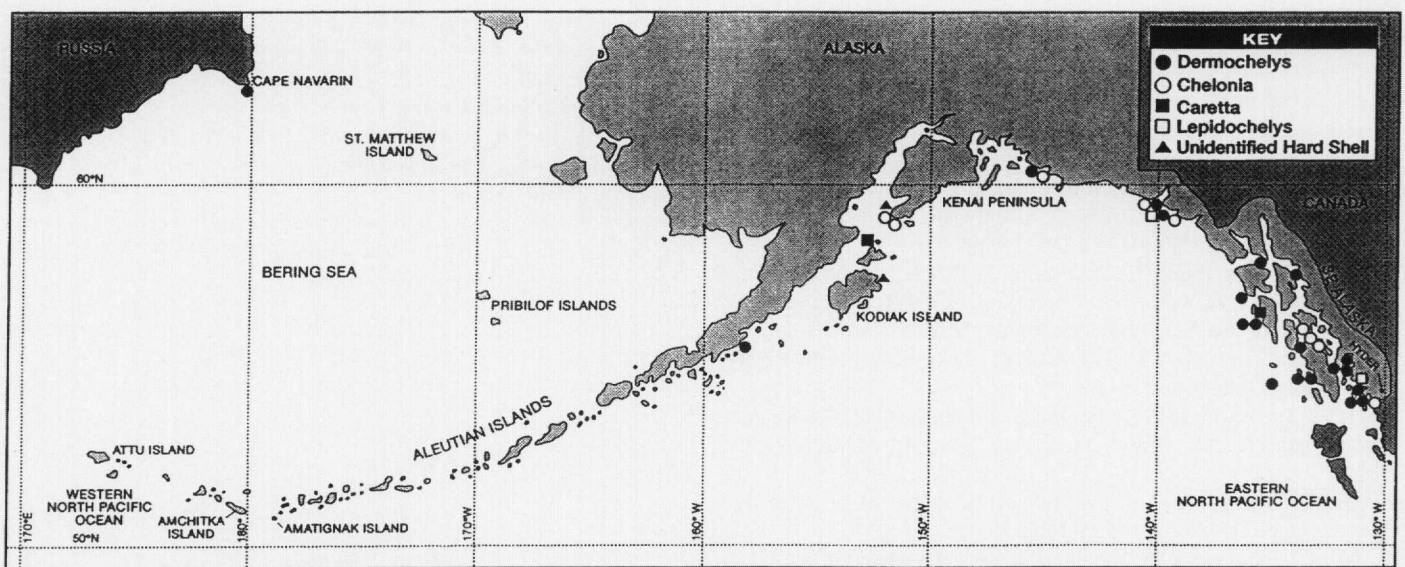 RUSSIA
CAPE NAVARIN
ST. MATTHEW
ISLAND
60°N
BERING SEA
PRIBILOF ISLANDS
ALASKA
KENAI PENINSULA
KODIAK ISLAND
ALEUTIAN ISLANDS
ATTU ISLAND
WESTERN
NORTH PACIFIC
OCEAN
AMCHITKA
ISLAND
AMATIGNAK ISLAND
KEY
Dermochelys
Chelonia
Caretta
Lepidochelys
Unidentified Hard Shell
CANADA
SE ALASKA
HYDER
EASTERN
NORTH PACIFIC OCEAN
170°E
50°N
180°
170°W
160° W
150° W
140° W
130° W